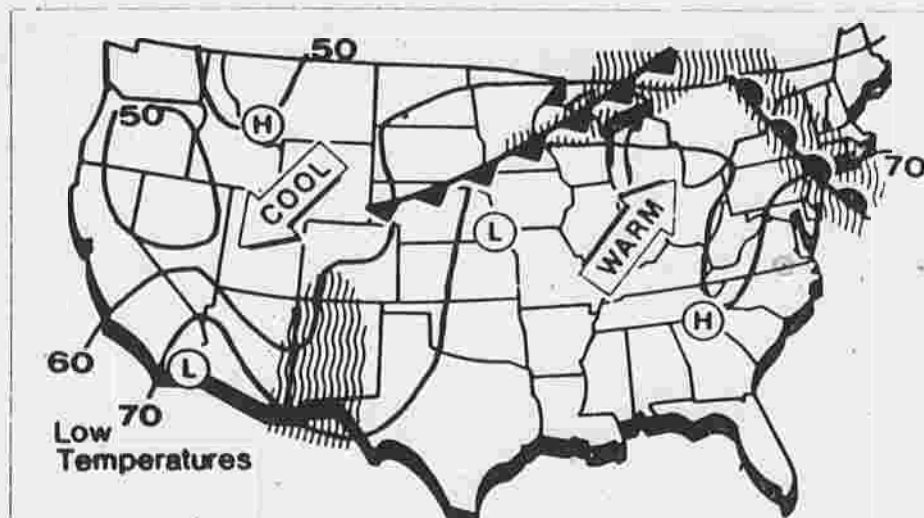 50
50
H
COOL
L
WARM
70
H
60
L
70
Low
Temperatures